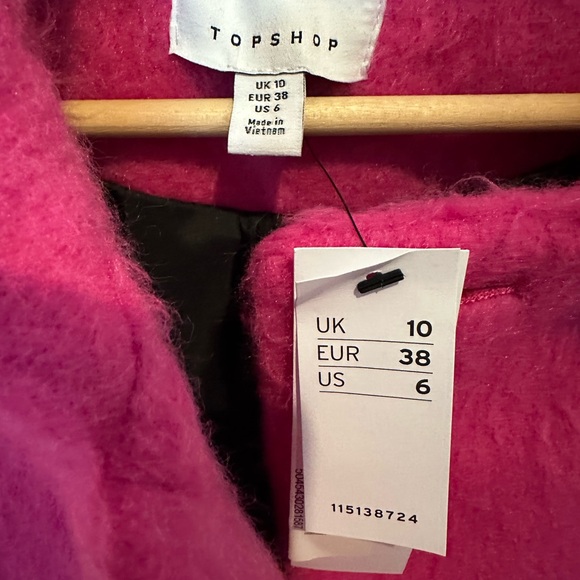 TOPSHOP
UK 10
EUR 38
US 6
Made in
Vietnam
UK 10
EUR 38
US 6
115138724